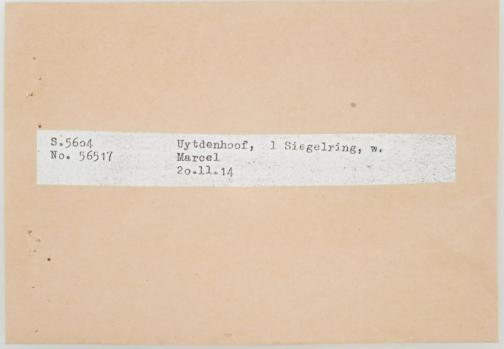 S.5604 Uytdenhoof, 1 Siegelring, w.
No. 56517 Marcel
20.11.14